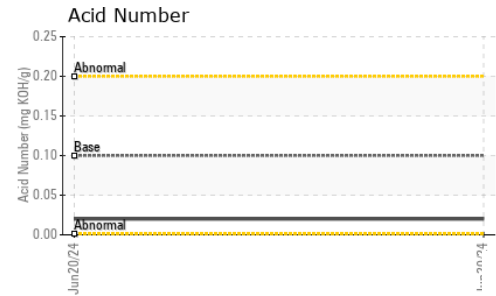 Acid Number
0.25
Abnormal
0.20
0.15
Base
0.10
0.05
Abnormal
0.00
Acid Number (mg KOH/g)
Jun20/24